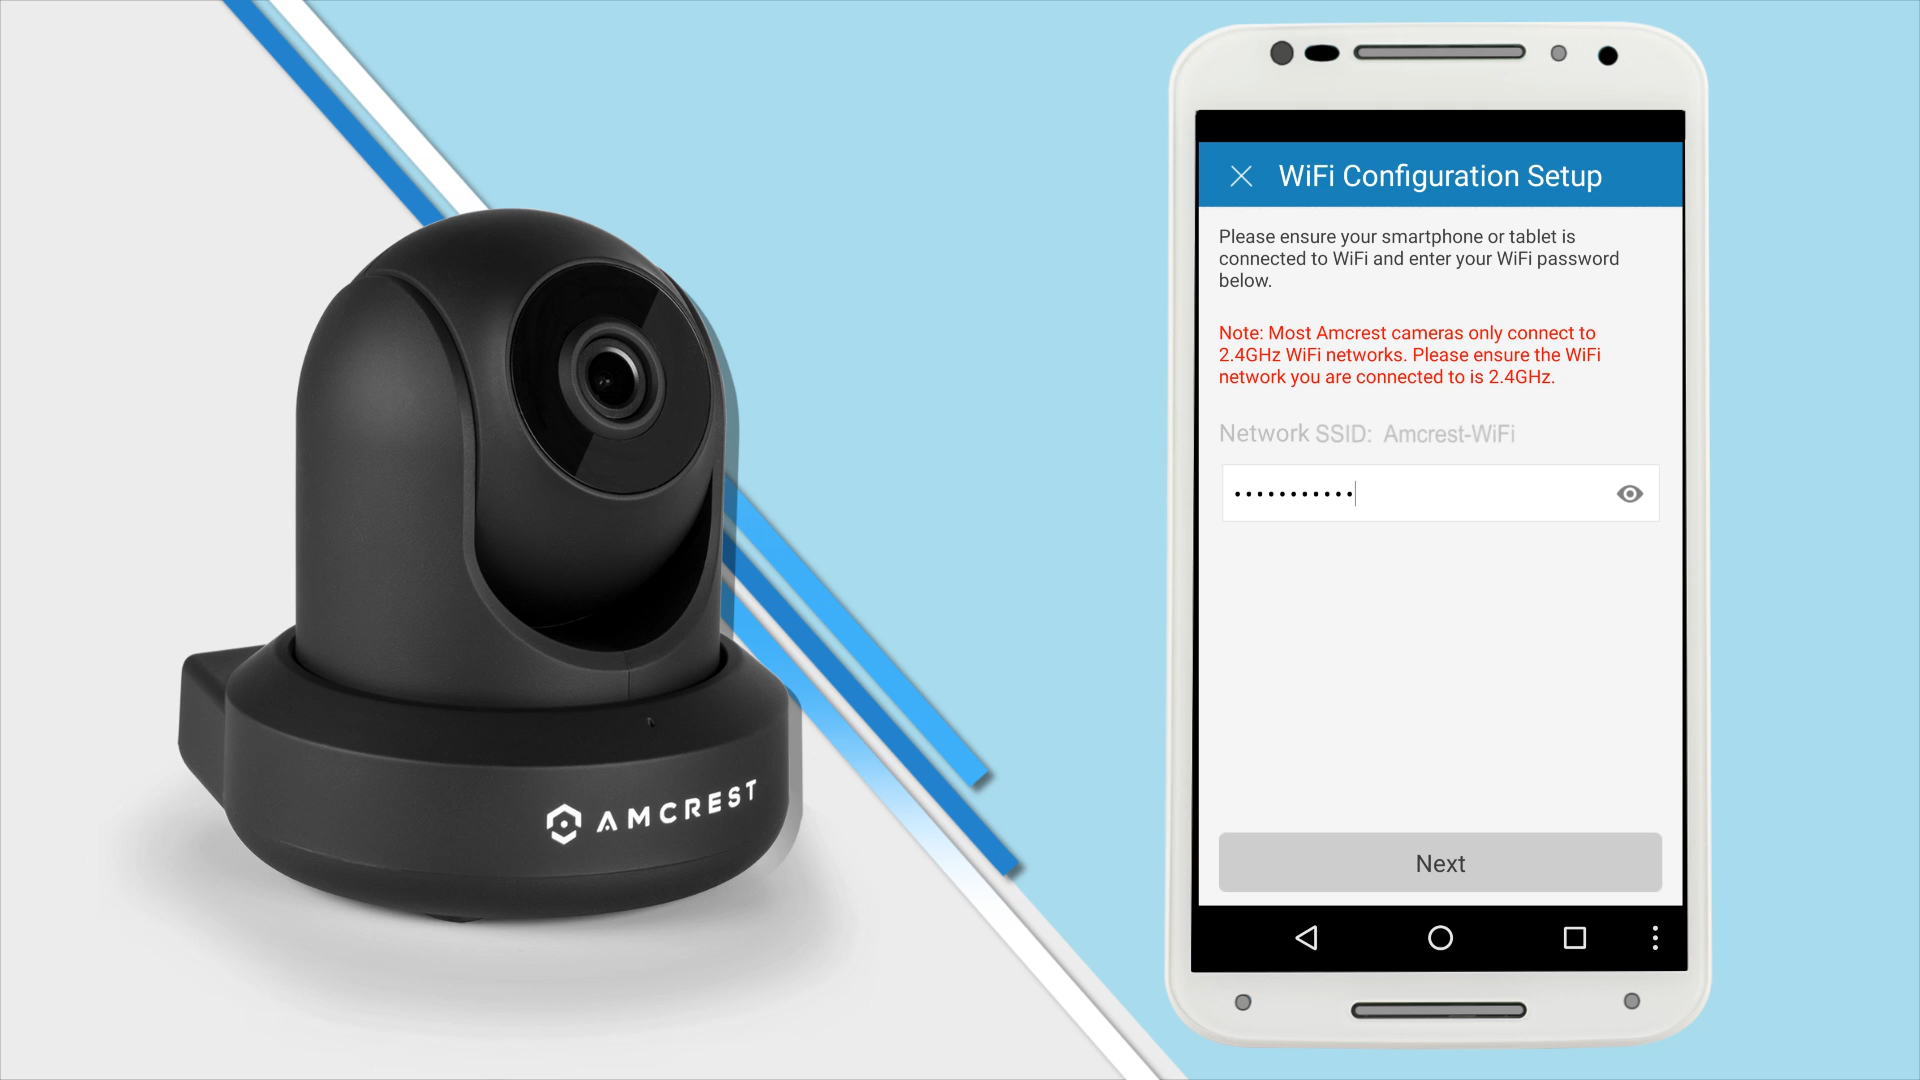 AMCREST
WiFi Configuration Setup
Please ensure your smartphone or tablet is
connected to WiFi and enter your WiFi password
below.
Note: Most Amcrest cameras only connect to
2.4GHz WiFi networks. Please ensure the WiFi
network you are connected to is 2.4GHz.
Network SSID: Amcrest-WiFi
Next